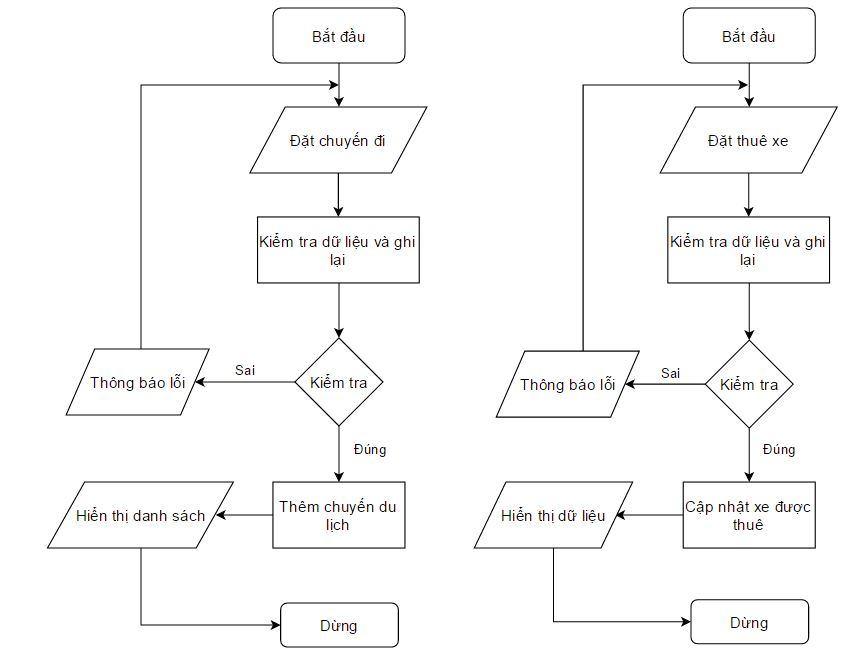 Bắt đầu
Đặt chuyến đi
Kiểm tra dữ liệu và ghi
lại
Kiểm tra
Sai
Thông báo lỗi
Đúng
Thêm chuyến du
lịch
Hiển thị danh sách
Dừng
Bắt đầu
Đặt thuê xe
Kiểm tra dữ liệu và ghi
lại
Kiểm tra
Sai
Thông báo lỗi
Đúng
Cập nhật xe được
thuê
Hiển thị dữ liệu
Dừng